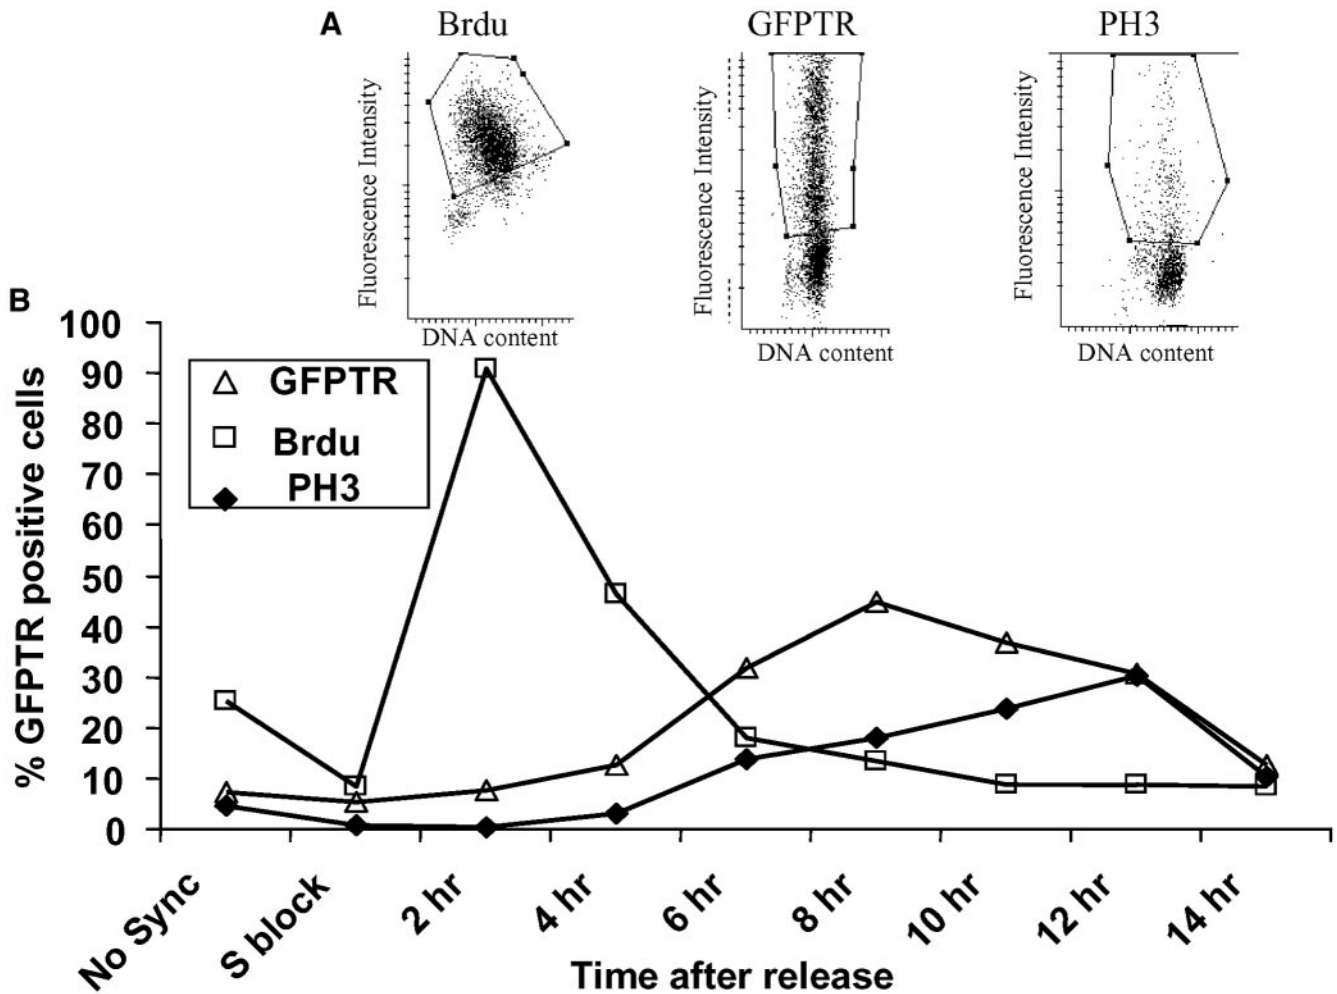 A
Brdu
GFPTR
PH3
Fluorescence Intensity
DNA content
Fluorescence Intensity
DNA content
Fluorescence Intensity
DNA content
B
% GFPTR positive cells
100
90
80
70
60
50
40
30
20
10
0
GFPTR
Brdu
PH3
No Sync
S block
2 hr
4 hr
6 hr
8 hr
10 hr
12 hr
14 hr
Time after release